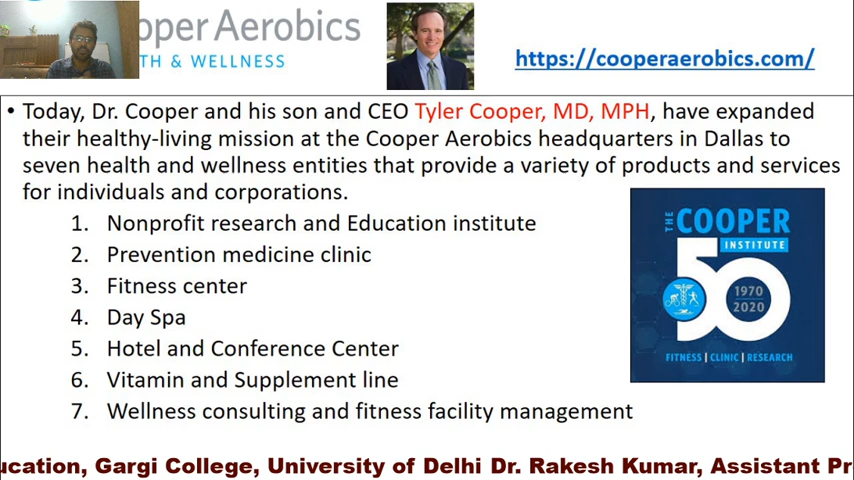 oper Aerobics
TH & WELLNESS
https://cooperaerobics.com/
• Today, Dr. Cooper and his son and CEO Tyler Cooper, MD, MPH, have expanded
their healthy-living mission at the Cooper Aerobics headquarters in Dallas to
seven health and wellness entities that provide a variety of products and services
for individuals and corporations.
1. Nonprofit research and Education institute
2. Prevention medicine clinic
3. Fitness center
4. Day Spa
5. Hotel and Conference Center
6. Vitamin and Supplement line
7. Wellness consulting and fitness facility management
THE COOPER
INSTITUTE
50
1970
2020
FITNESS | CLINIC | RESEARCH
ucation, Gargi College, University of Delhi Dr. Rakesh Kumar, Assistant Pr